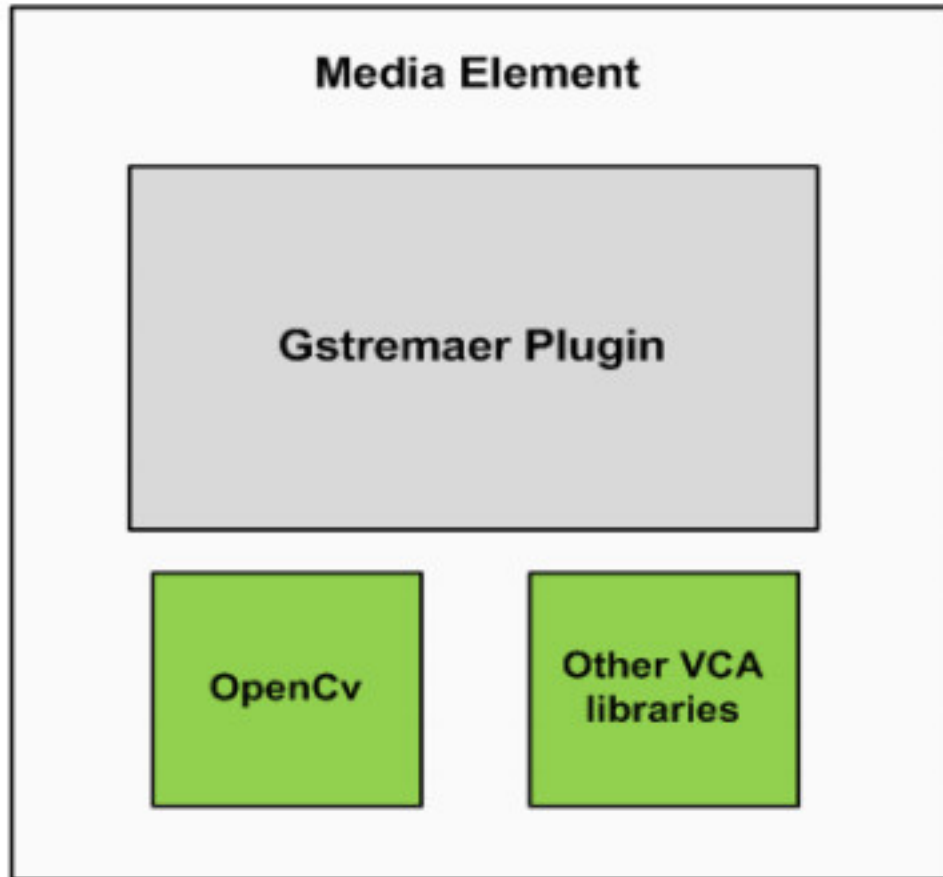 Media Element
Gstremaer Plugin
OpenCv
Other VCA
libraries